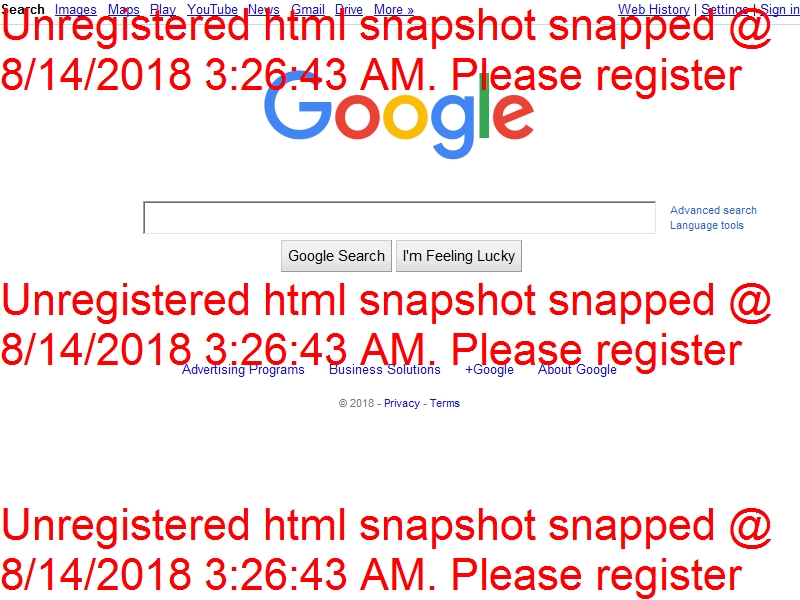 Search Images Maps Play YouTube News Gmail Drive More » Web History | Settings | Sign in
Unregistered html snapshot snapped @
8/14/2018 3:26:43 AM. Please register
Google
Advanced search
Language tools
Google Search I'm Feeling Lucky
Unregistered html snapshot snapped @
8/14/2018 3:26:43 AM. Please register
Advertising Programs Business Solutions +Google About Google
© 2018 - Privacy - Terms
Unregistered html snapshot snapped @
8/14/2018 3:26:43 AM. Please register